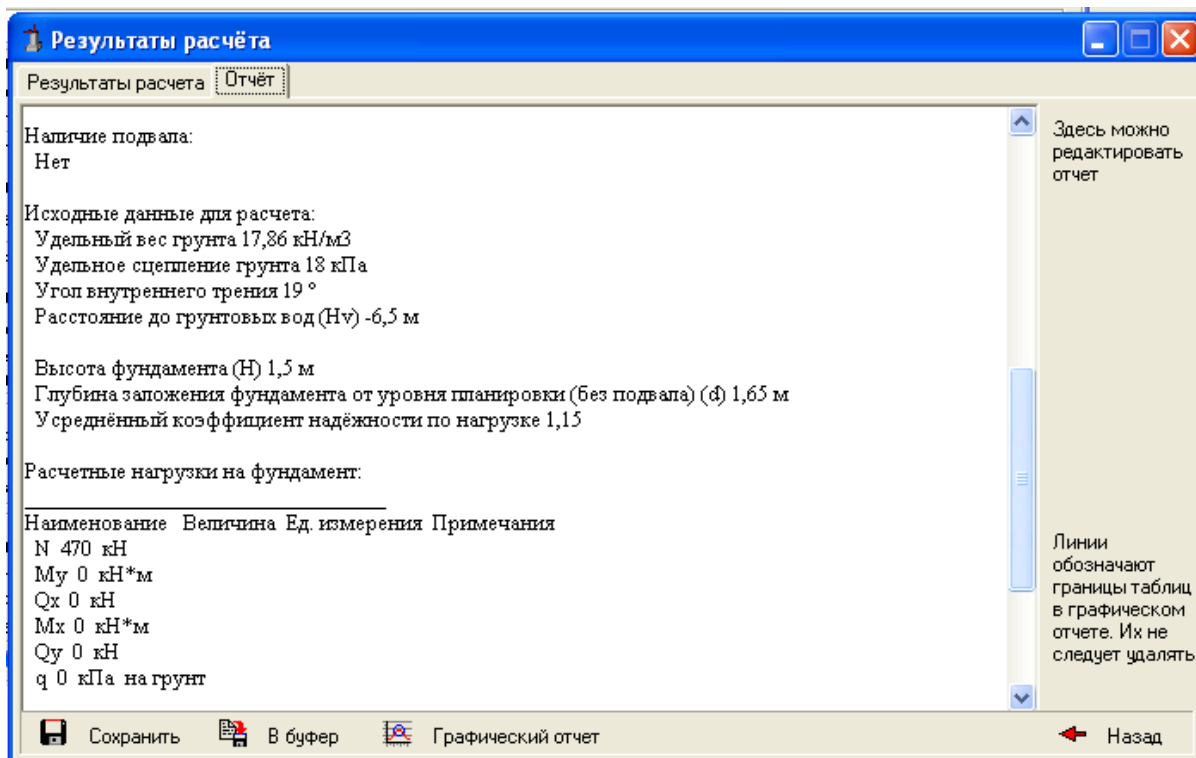 Результаты расчёта
Результаты расчета
Отчёт
Наличие подвала:
Нет
Исходные данные для расчета:
Удельный вес грунта 17,86 кН/м3
Удельное сцепление грунта 18 кПа
Угол внутреннего трения 19 °
Расстояние до грунтовых вод (Hv) -6,5 м
Высота фундамента (H) 1,5 м
Глубина заложения фундамента от уровня планировки (без подвала) (d) 1,65 м
Усреднённый коэффициент надёжности по нагрузке 1,15
Расчетные нагрузки на фундамент:
Наименование Величина Ед. измерения Примечания
N 470 кН
My 0 кН*м
Qx 0 кН
Mx 0 кН*м
Qy 0 кН
q 0 кПа на грунт
Здесь можно
редактировать
отчет
Линии
обозначают
границы таблиц
в графическом
отчете. Их не
следует удалять
Сохранить
В буфер
Графический отчет
Назад